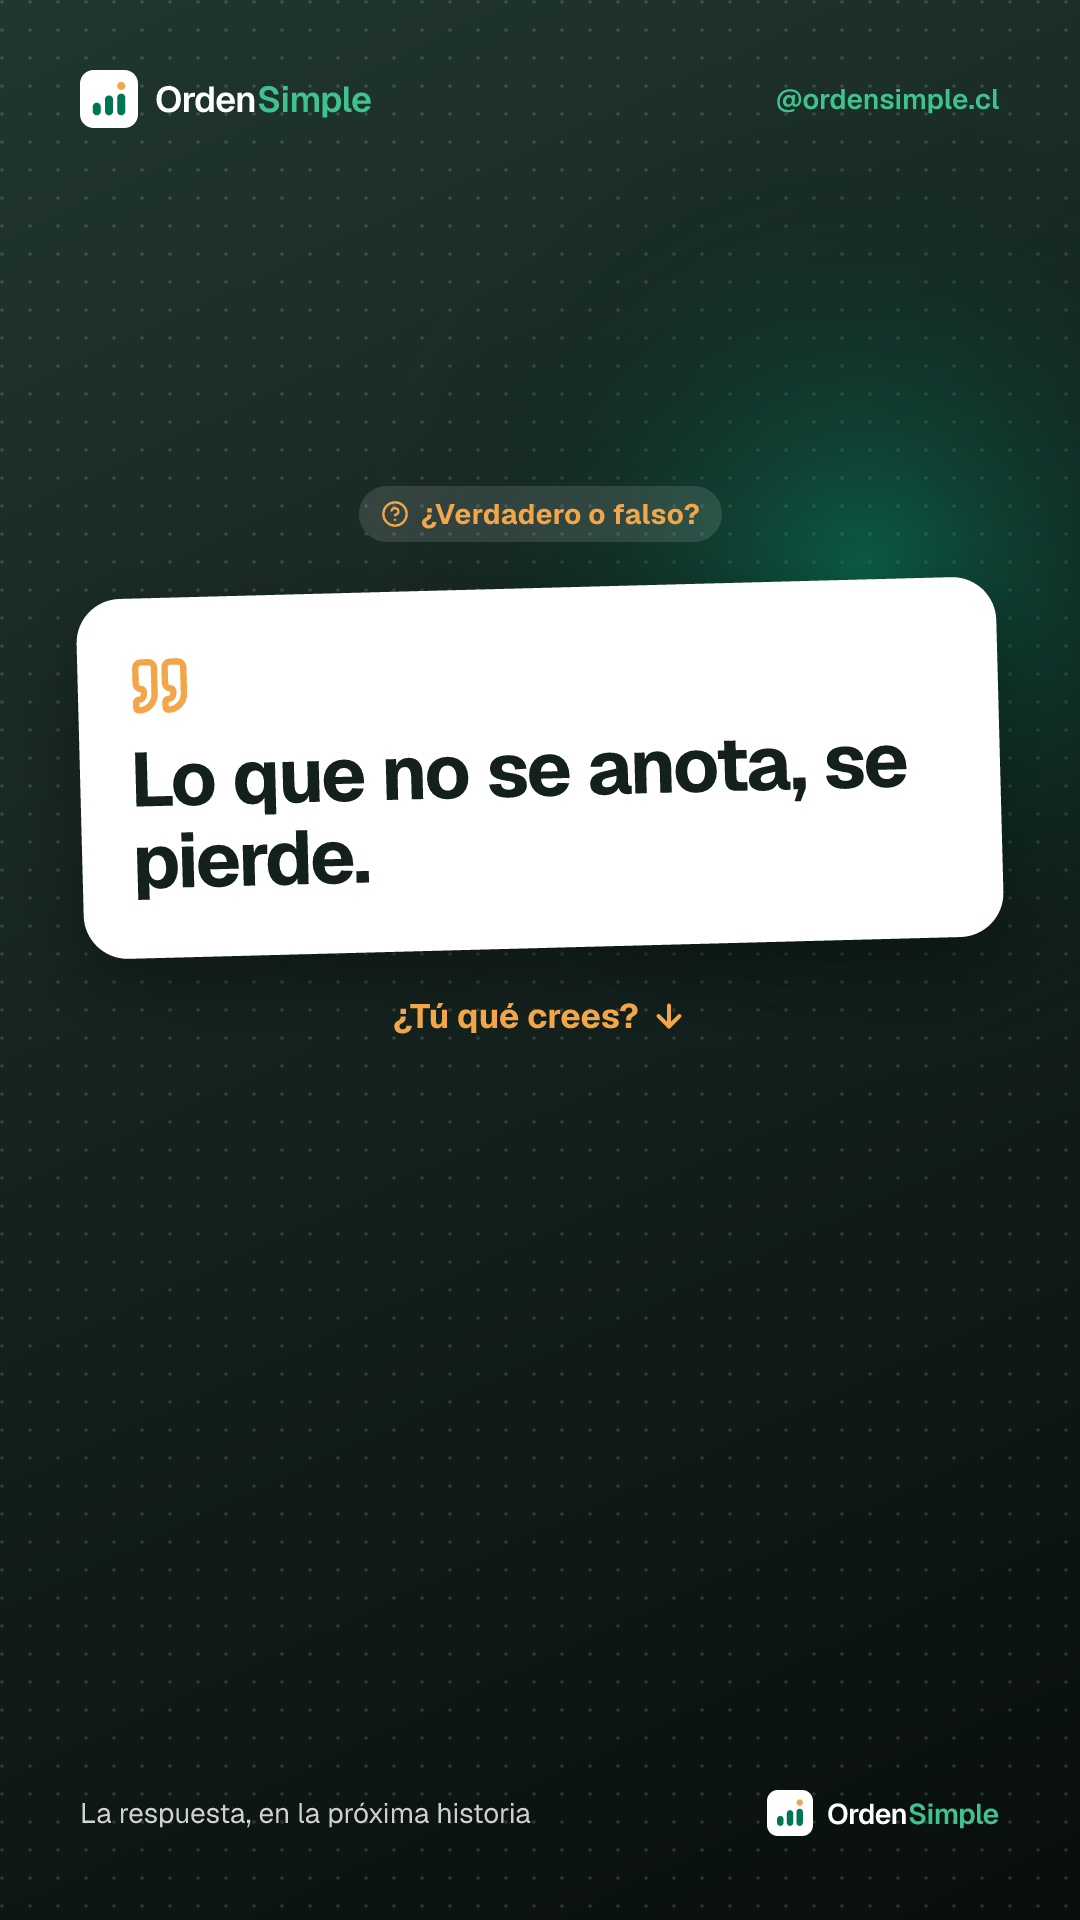 OrdenSimple
@ordensimple.cl
¿Verdadero o falso?
Lo que no se anota, se
pierde.
¿Tú qué crees? ↓
La respuesta, en la próxima historia
OrdenSimple